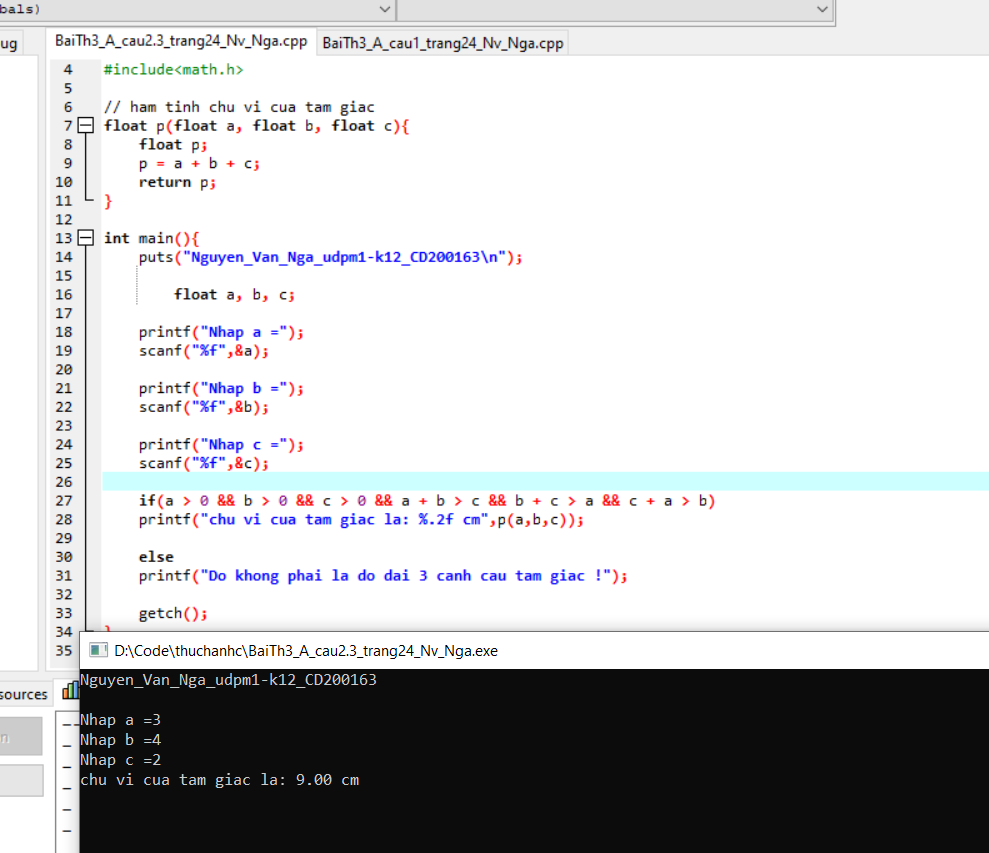 bals)
ug
BaiTh3_A_cau2.3_trang24_Nv_Nga.cpp BaiTh3_A_cau1_trang24_Nv_Nga.cpp
4 #include<math.h>
5
6 // ham tinh chu vi cua tam giac
7 float p(float a, float b, float c){
8 float p;
9 p = a + b + c;
10 return p;
11 }
12
13 int main(){
14 puts("Nguyen_Van_Nga_udpm1-k12_CD200163\n");
15
16 float a, b, c;
17
18 printf("Nhap a =");
19 scanf("%f",&a);
20
21 printf("Nhap b =");
22 scanf("%f",&b);
23
24 printf("Nhap c =");
25 scanf("%f",&c);
26
27 if(a > 0 && b > 0 && c > 0 && a + b > c && b + c > a && c + a > b)
28 printf("chu vi cua tam giac la: %.2f cm",p(a,b,c));
29
30 else
31 printf("Do khong phai la do dai 3 canh cau tam giac !");
32
33 getch();
34 }
35
D:\Code\thuchanhc\BaiTh3_A_cau2.3_trang24_Nv_Nga.exe
sources
Nguyen_Van_Nga_udpm1-k12_CD200163
Nhap a =3
Nhap b =4
Nhap c =2
chu vi cua tam giac la: 9.00 cm